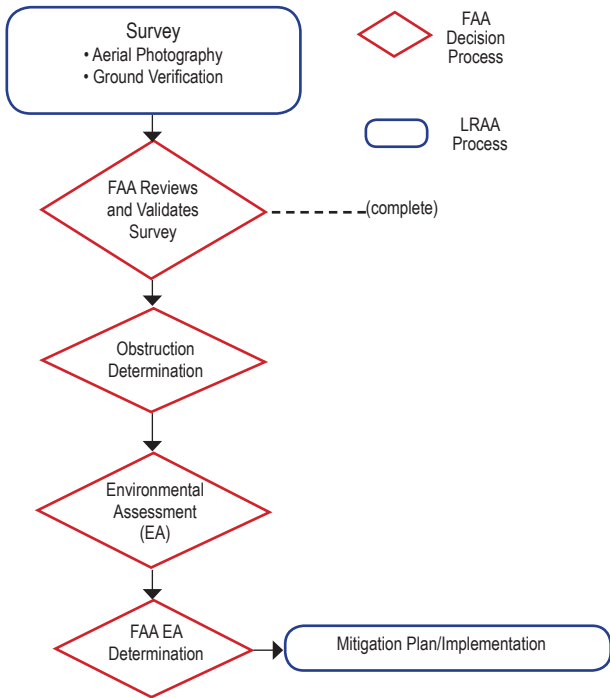 Survey
• Aerial Photography
• Ground Verification
FAA
Decision
Process
LRAA
Process
FAA Reviews
and Validates
Survey
(complete)
Obstruction
Determination
Environmental
Assessment
(EA)
FAA EA
Determination
Mitigation Plan/Implementation